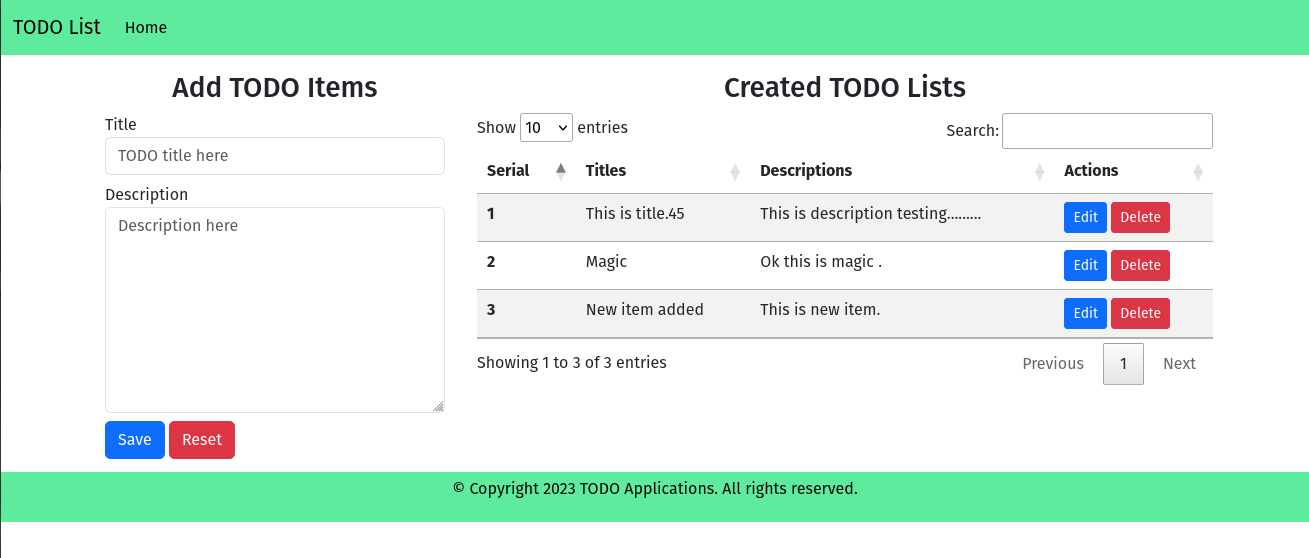 TODO List Home
Add TODO Items
Title
TODO title here
Description
Description here
Save Reset
Created TODO Lists
Show 10 entries Search:
Serial Titles Descriptions Actions
1 This is title.45 This is description testing......... Edit Delete
2 Magic Ok this is magic . Edit Delete
3 New item added This is new item. Edit Delete
Showing 1 to 3 of 3 entries Previous 1 Next
© Copyright 2023 TODO Applications. All rights reserved.